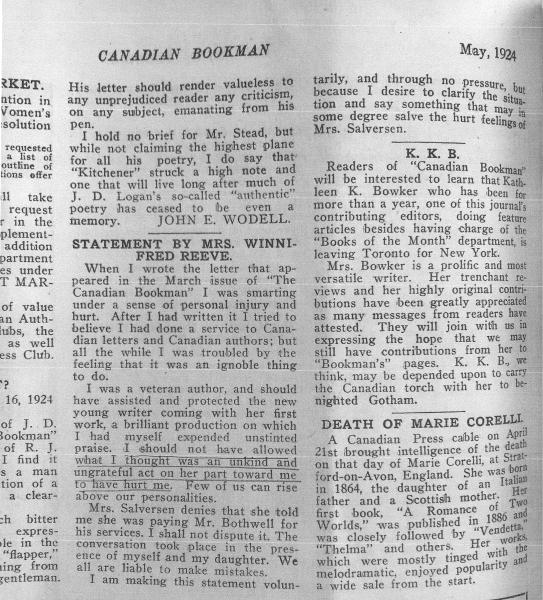 CANADIAN BOOKMAN
May, 1924
RKET.
ntion in
Women's
solution
requested
a list of
outline of
tions offer
ll take
request
r in the
plement-
addition
partment
es under
T MAR-
of value
an Auth-
lubs, the
as well
ess Club.
?
16, 1924
of J. D.
Bookman"
of R. J.
I find it
s a man
tion of a
a clear-
ch bitter
expres-
ole in the
"flapper,"
ning from
gentleman.
His letter should render valueless to
any unprejudiced reader any criticism,
on any subject, emanating from his
pen.
I hold no brief for Mr. Stead, but
while not claiming the highest plane
for all his poetry, I do say that
"Kitchener" struck a high note and
one that will live long after much of
J. D. Logan's so-called "authentic"
poetry has ceased to be even a
memory. JOHN E. WODELL.
STATEMENT BY MRS. WINNI-
FRED REEVE.
When I wrote the letter that ap-
peared in the March issue of "The
Canadian Bookman" I was smarting
under a sense of personal injury and
hurt. After I had written it I tried to
believe I had done a service to Cana-
dian letters and Canadian authors; but
all the while I was troubled by the
feeling that it was an ignoble thing
to do.
I was a veteran author, and should
have assisted and protected the new
young writer coming with her first
work, a brilliant production on which
I had myself expended unstinted
praise. I should not have allowed
what I thought was an unkind and
ungrateful act on her part toward me
to have hurt me. Few of us can rise
above our personalities.
Mrs. Salversen denies that she told
me she was paying Mr. Bothwell for
his services. I shall not dispute it. The
conversation took place in the pres-
ence of myself and my daughter. We
all are liable to make mistakes.
I am making this statement volun-
tarily, and through no pressure, but
because I desire to clarify the situa-
tion and say something that may in
some degree salve the hurt feelings of
Mrs. Salversen.
K. K. B.
Readers of "Canadian Bookman"
will be interested to learn that Kath-
leen K. Bowker who has been for
more than a year, one of this journal's
contributing editors, doing feature
articles besides having charge of the
"Books of the Month" department, is
leaving Toronto for New York.
Mrs. Bowker is a prolific and most
versatile writer. Her trenchant re-
views and her highly original contri-
butions have been greatly appreciated
as many messages from readers have
attested. They will join with us in
expressing the hope that we may
still have contributions from her to
"Bookman's" pages. K. K. B., we
think, may be depended upon to carry
the Canadian torch with her to be-
nighted Gotham.
DEATH OF MARIE CORELLI.
A Canadian Press cable on April
21st brought intelligence of the death
on that day of Marie Corelli, at Strat-
ford-on-Avon, England. She was born
in 1864, the daughter of an Italian
father and a Scottish mother. Her
first book, "A Romance of Two
Worlds," was published in 1886 and
was closely followed by "Vendetta,"
"Thelma" and others. Her works,
which were mostly tinged with the
melodramatic, enjoyed popularity and
a wide sale from the start.